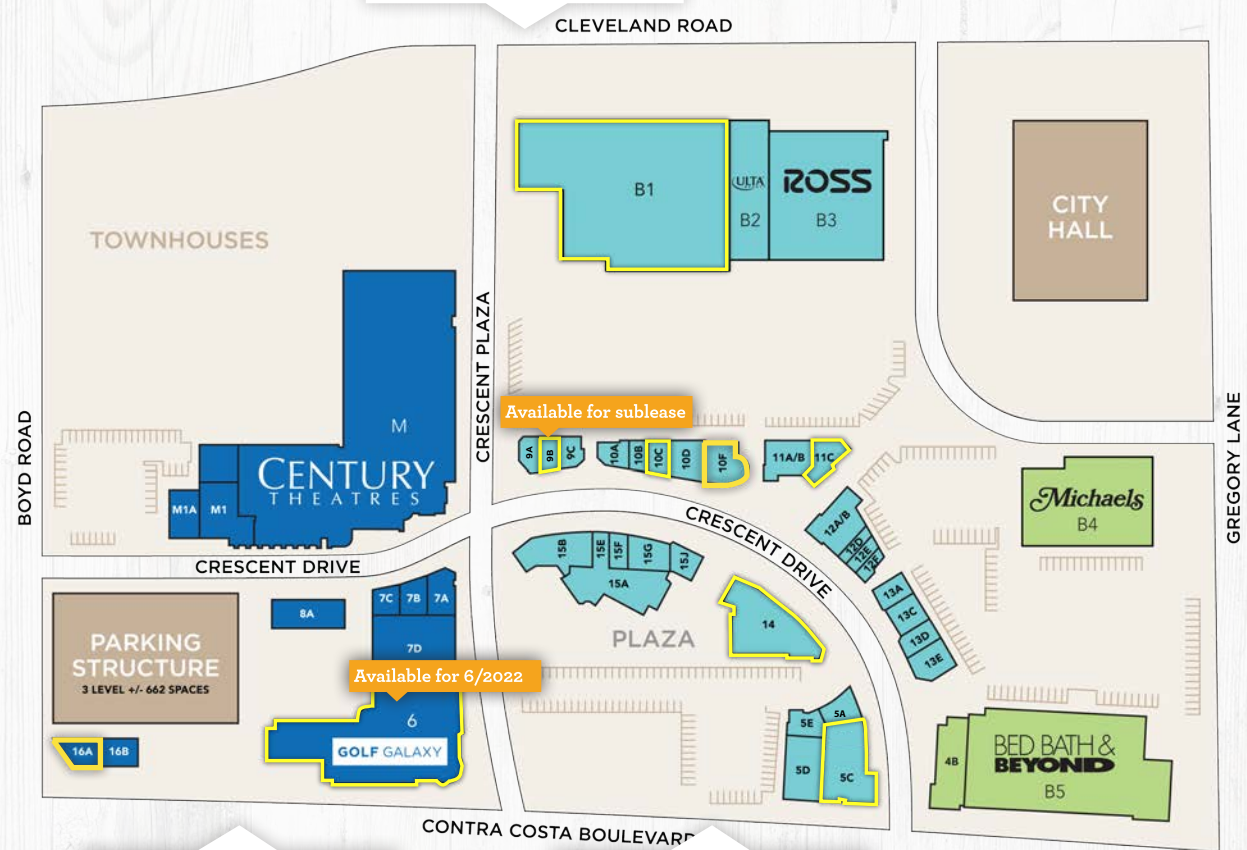 CLEVELAND ROAD
B1
ULTA
B2
ROSS
B3
CITY
HALL
TOWNHOUSES
CRESCENT PLAZA
BOYD ROAD
GREGORY LANE
M
CENTURY
THEATRES
M1A
M1
Available for sublease
9A
9B
9C
10A
10B
10C
10D
10F
11A/B
11C
12A/B
12D
12E
12F
Michaels
B4
CRESCENT DRIVE
CRESCENT DRIVE
15B
15E
15F
15G
15J
15A
13A
13C
13D
13E
14
PLAZA
7C
7B
7A
8A
7D
PARKING
STRUCTURE
3 LEVEL +/- 662 SPACES
Available for 6/2022
6
GOLF GALAXY
16A
16B
5E
5A
5D
5C
4B
BED BATH &
BEYOND
B5
CONTRA COSTA